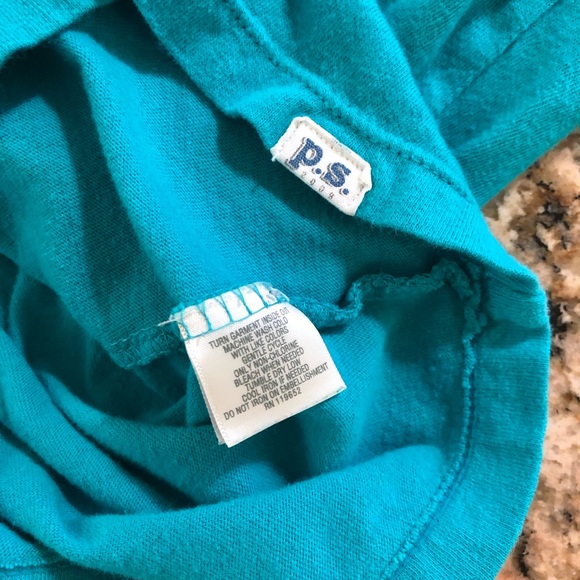 p.s.
2009
TURN GARMENT INSIDE OUT
MACHINE WASH COLD
WITH LIKE COLORS
GENTLE CYCLE
ONLY NON-CHLORINE
BLEACH WHEN NEEDED
TUMBLE DRY LOW
COOL IRON IF NEEDED
DO NOT IRON ON EMBELLISHMENT
RN 119652